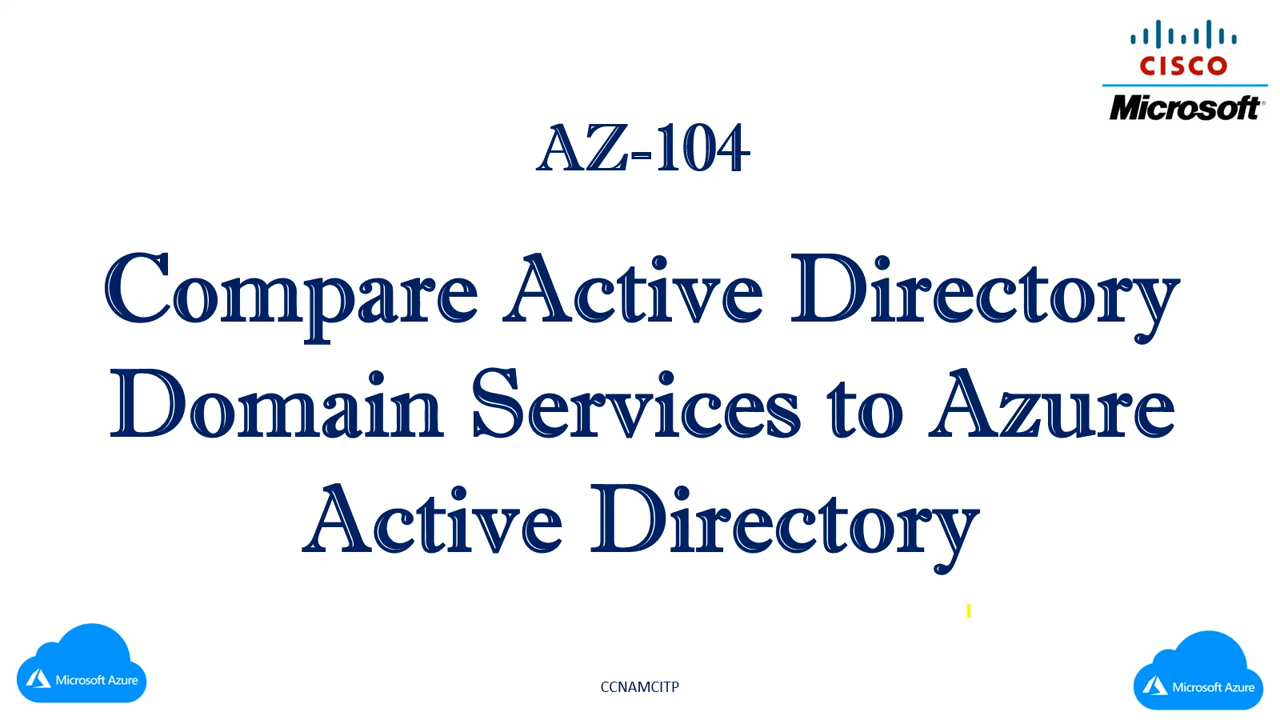 CISCO
Microsoft
AZ-104
Compare Active Directory
Domain Services to Azure
Active Directory
Microsoft Azure
CCNAMCITP
Microsoft Azure